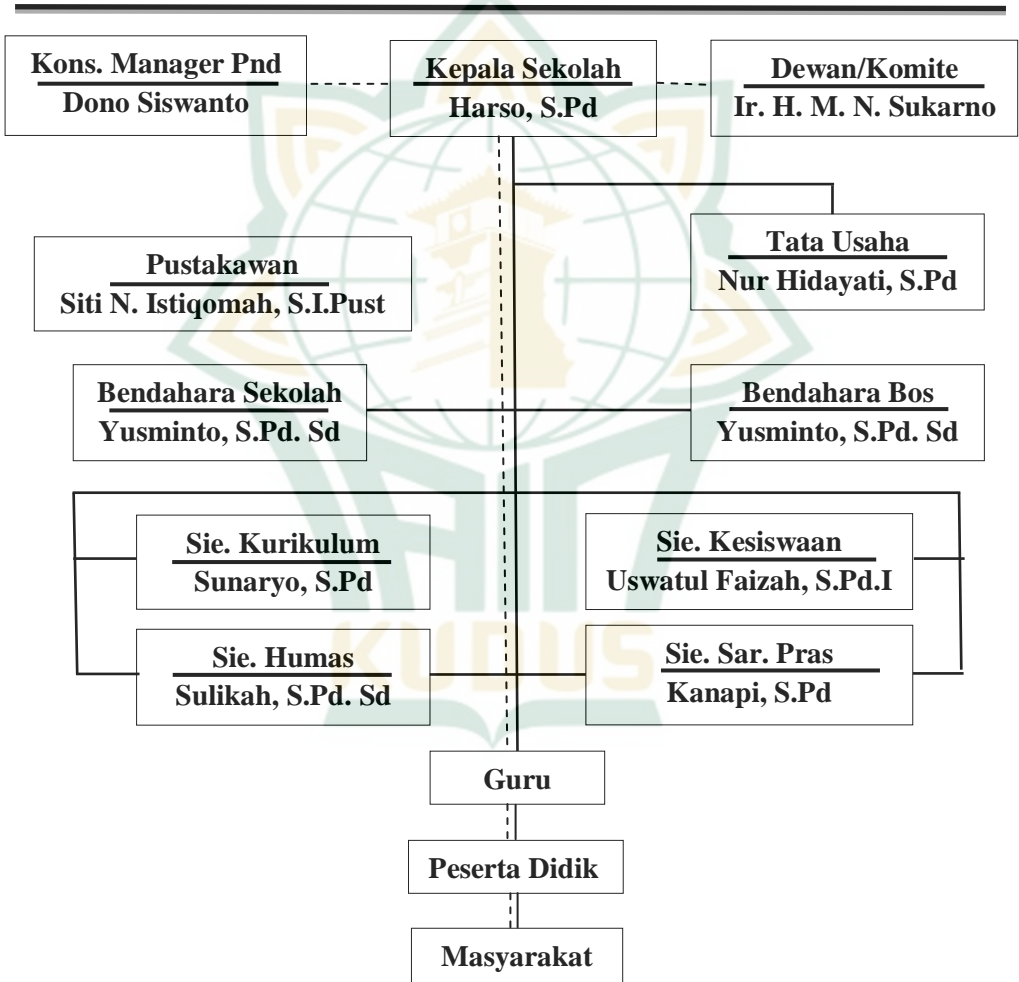 Kons. Manager Pnd
Dono Siswanto
Kepala Sekolah
Harso, S.Pd
Dewan/Komite
Ir. H. M. N. Sukarno
Tata Usaha
Nur Hidayati, S.Pd
Pustakawan
Siti N. Istiqomah, S.I.Pust
Bendahara Sekolah
Yusminto, S.Pd. Sd
Bendahara Bos
Yusminto, S.Pd. Sd
Sie. Kurikulum
Sunaryo, S.Pd
Sie. Kesiswaan
Uswatul Faizah, S.Pd.I
Sie. Humas
Sulikah, S.Pd. Sd
Sie. Sar. Pras
Kanapi, S.Pd
KUDUS
Guru
Peserta Didik
Masyarakat